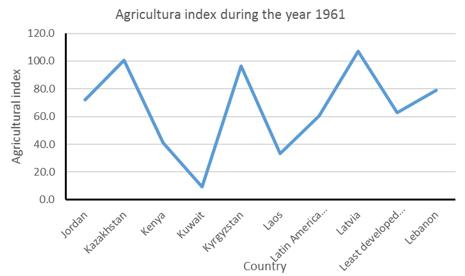 Agricultura index during the year 1961
Agricultural index
120.0
100.0
80.0
60.0
40.0
20.0
0.0
Jordan
Kazakhstan
Kenya
Kuwait
Kyrgyzstan
Laos
Latin America...
Latvia
Least developed...
Lebanon
Country